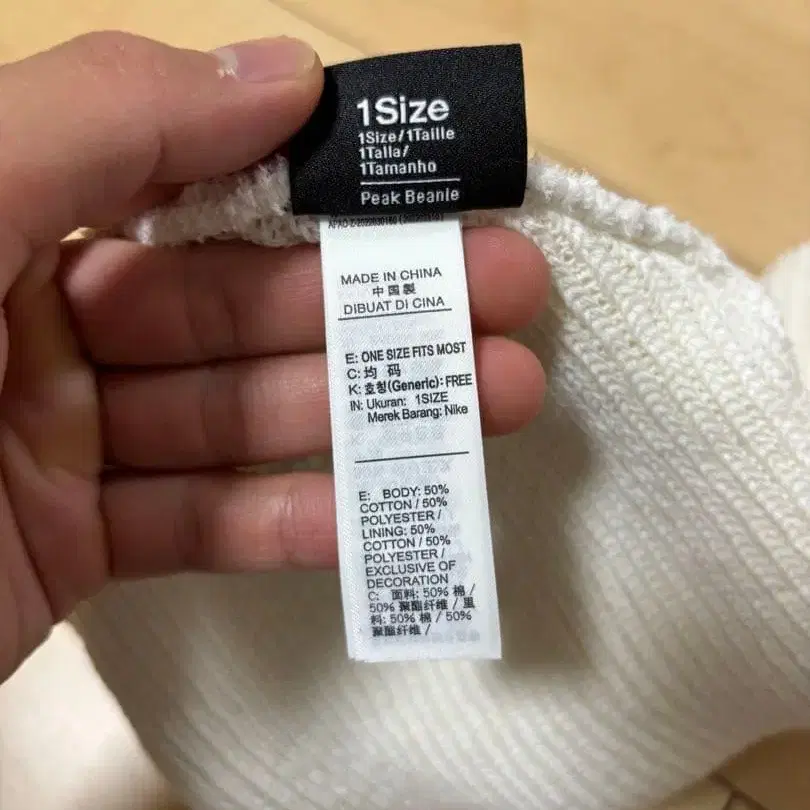 1Size
1Size/1Taille
1Talla/
1Tamanho
Peak Beanie
MADE IN CHINA
中国製
DIBUAT DI CINA
E: ONE SIZE FITS MOST
C: 均 码
K: 호칭(Generic): FREE
IN: Ukuran: 1SIZE
Merek Barang: Nike
E: BODY: 50%
COTTON / 50%
POLYESTER /
LINING: 50%
COTTON / 50%
POLYESTER /
EXCLUSIVE OF
DECORATION
C: 面料: 50% 棉 /
50% 聚酯纤维 / 里
料: 50% 棉 / 50%
聚酯纤维 /